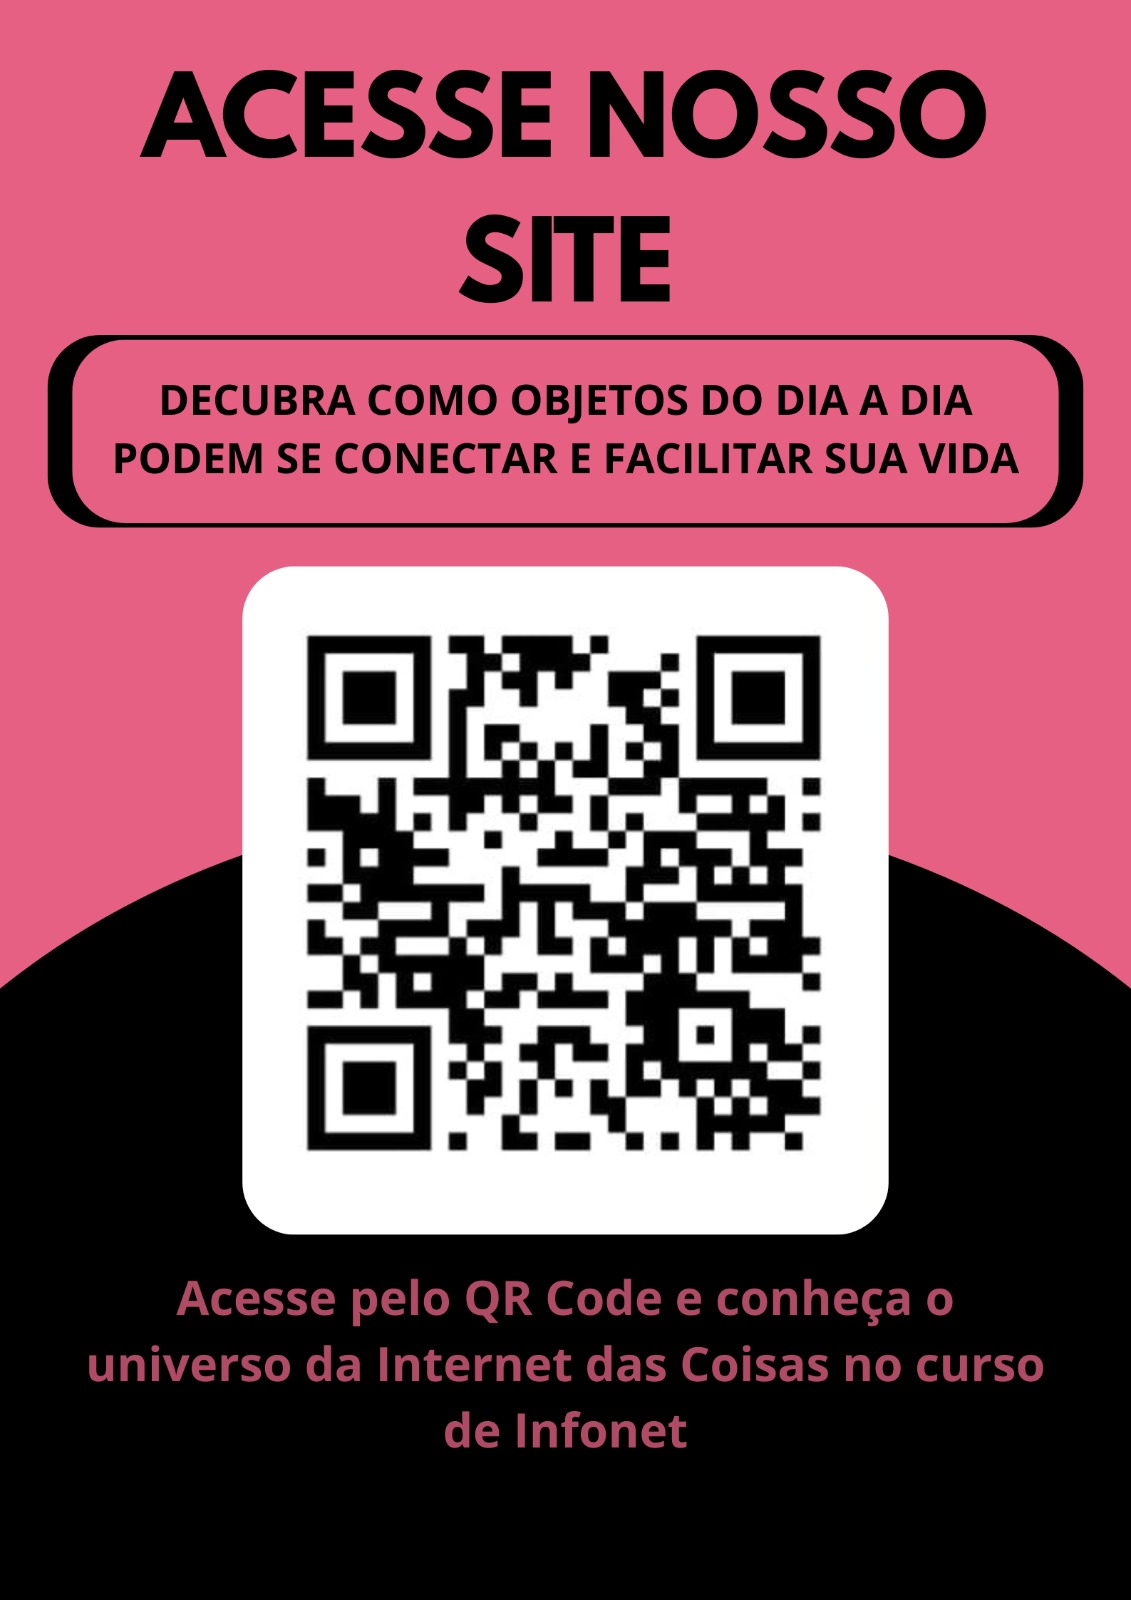 ACESSE NOSSO
SITE
DECUBRA COMO OBJETOS DO DIA A DIA
PODEM SE CONECTAR E FACILITAR SUA VIDA
Acesse pelo QR Code e conheça o
universo da Internet das Coisas no curso
de Infonet